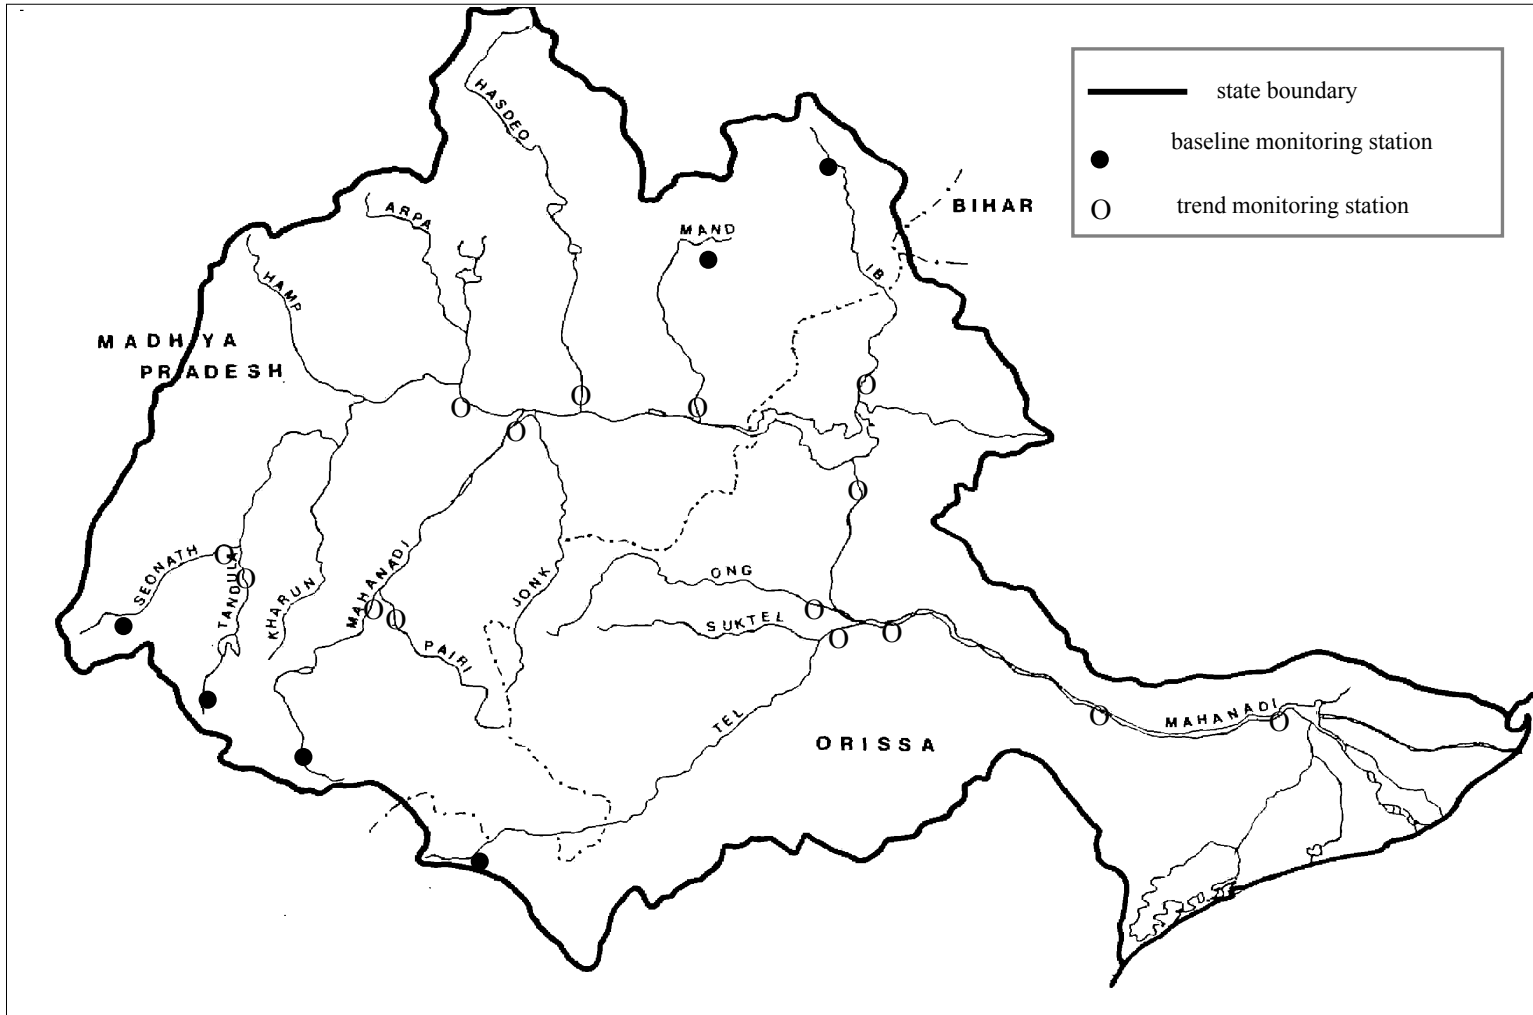 HASDEO
state boundary
baseline monitoring station
trend monitoring station
BIHAR
ARPA
MAND
IB
HAMP
MADHYA
PRADESH
SEONATH
TANDULA
KHARUN
MAHANADI
JONK
ONG
SUKTEL
PAIRI
TEL
MAHANADI
ORISSA